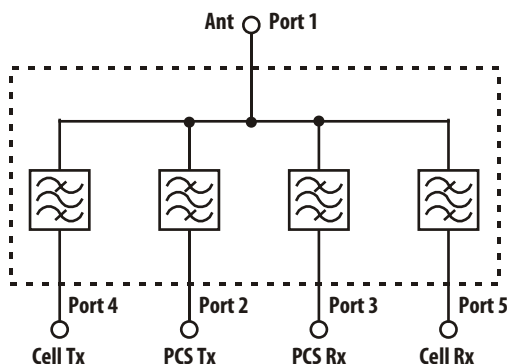 Ant Port 1
Port 4 Port 2 Port 3 Port 5
Cell Tx PCS Tx PCS Rx Cell Rx